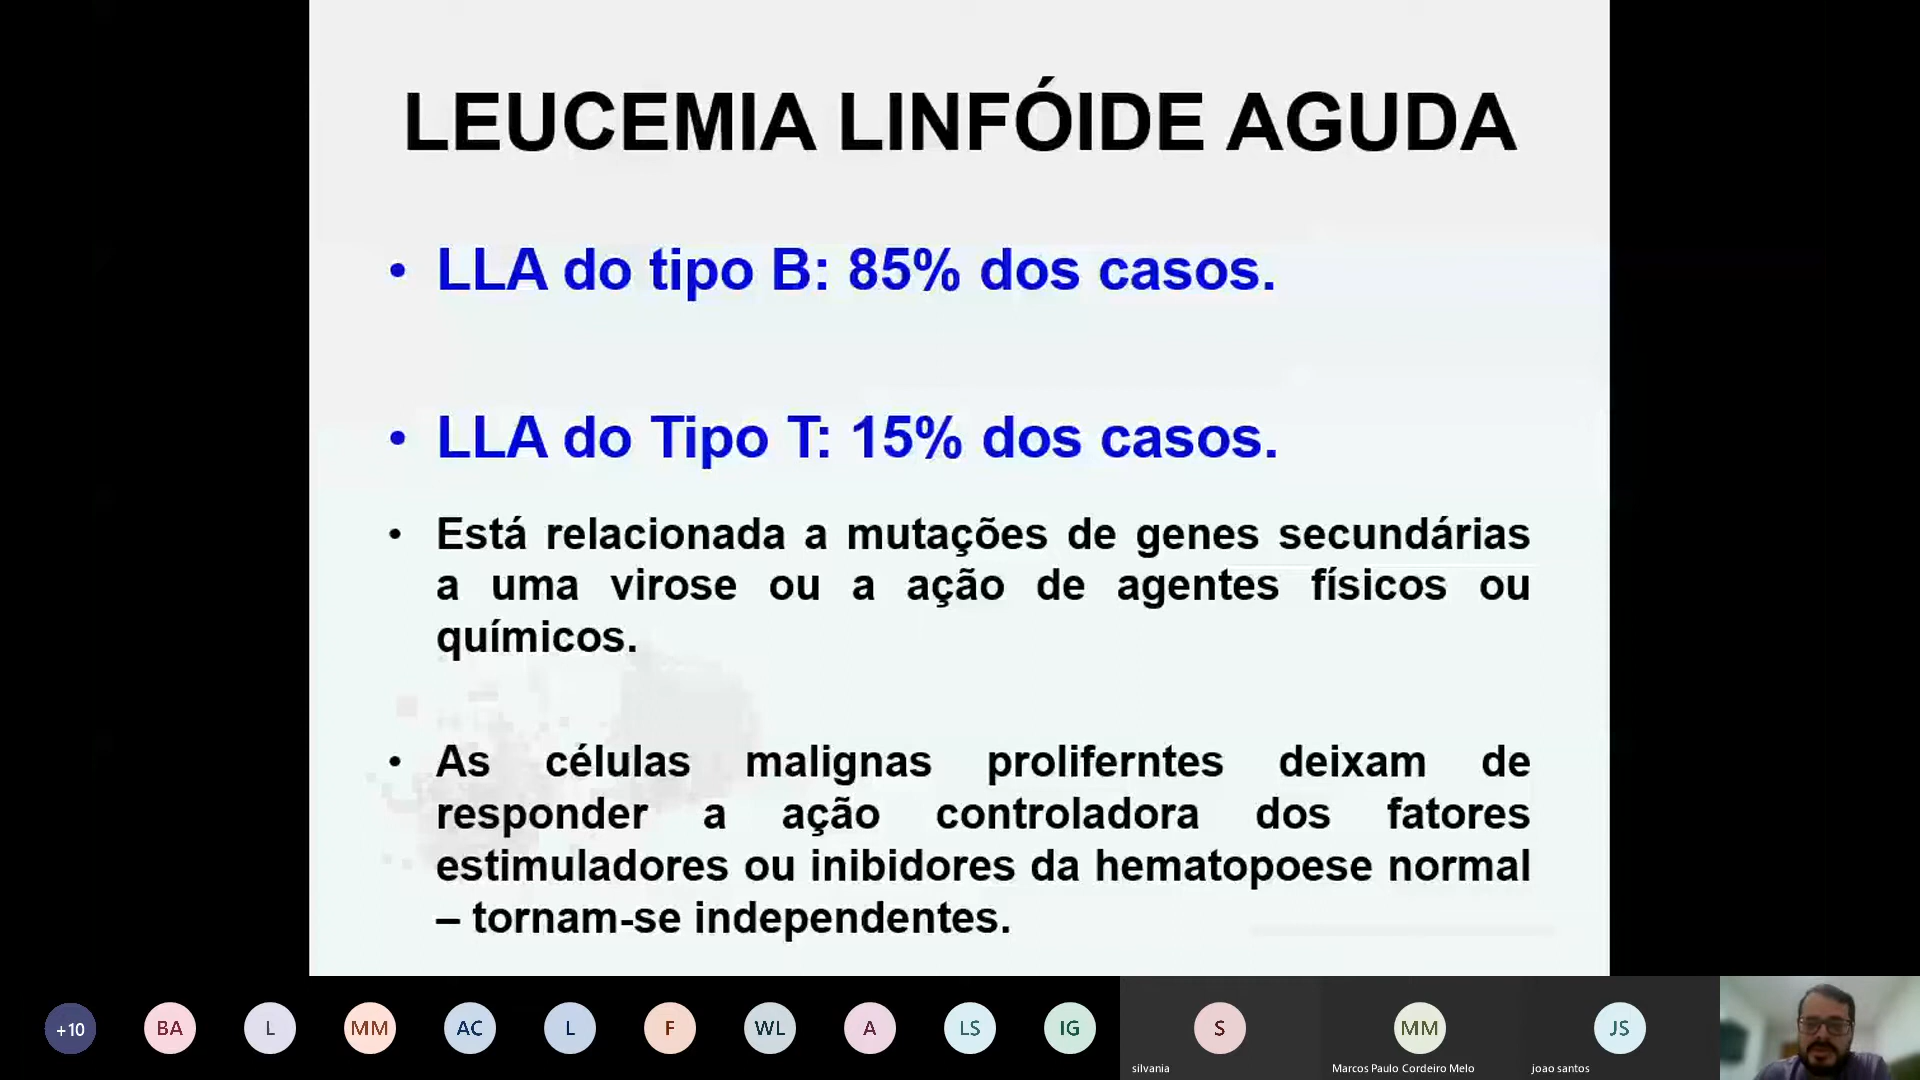 LEUCEMIA LINFÓIDE AGUDA
• LLA do tipo B: 85% dos casos.
• LLA do Tipo T: 15% dos casos.
• Está relacionada a mutações de genes secundárias
a uma virose ou a ação de agentes físicos ou
químicos.
• As células malignas proliferntes deixam de
responder a ação controladora dos fatores
estimuladores ou inibidores da hematopoese normal
– tornam-se independentes.
+10 BA L MM AC L F WL A LS IG S MM JS
silvania Marcos Paulo Cordeiro Melo joao santos